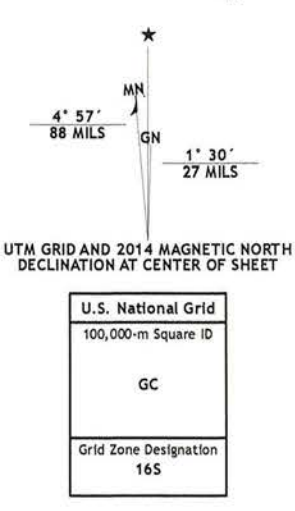 ★
MN
4° 57´
88 MILS
GN
1° 30´
27 MILS
UTM GRID AND 2014 MAGNETIC NORTH
DECLINATION AT CENTER OF SHEET
U.S. National Grid
100,000-m Square ID
GC
Grid Zone Designation
16S